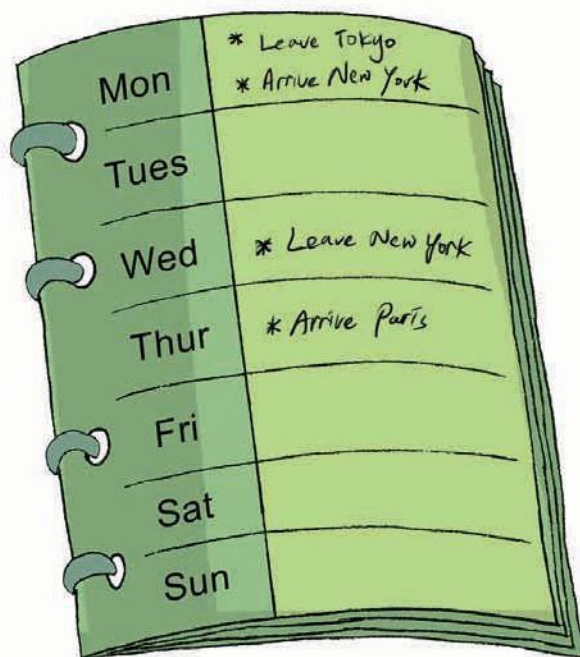 Mon
* Leave Tokyo
* Arrive New York
Tues
Wed
* Leave New York
Thur
* Arrive Paris
Fri
Sat
Sun